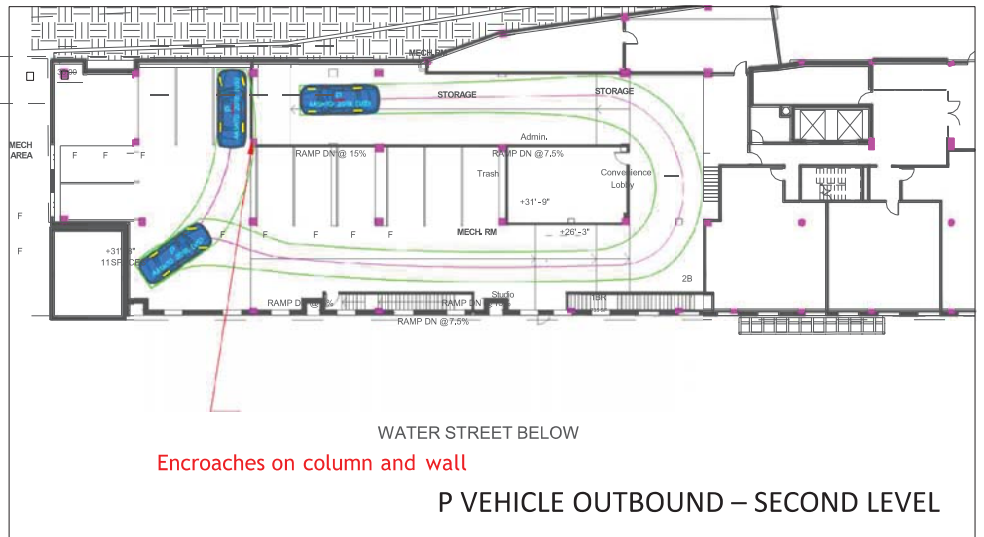 MECH. RM
STORAGE
STORAGE
MECH
AREA
Admin.
RAMP DN @ 15%
RAMP DN @7.5%
F F F
Trash
Convenience
Lobby
+31'-9"
F
F F F F F
MECH. RM
+26'-3"
F
11
2B
Studio
1BR
RAMP DN
RAMP DN
RAMP DN @7.5%
WATER STREET BELOW
Encroaches on column and wall
P VEHICLE OUTBOUND – SECOND LEVEL